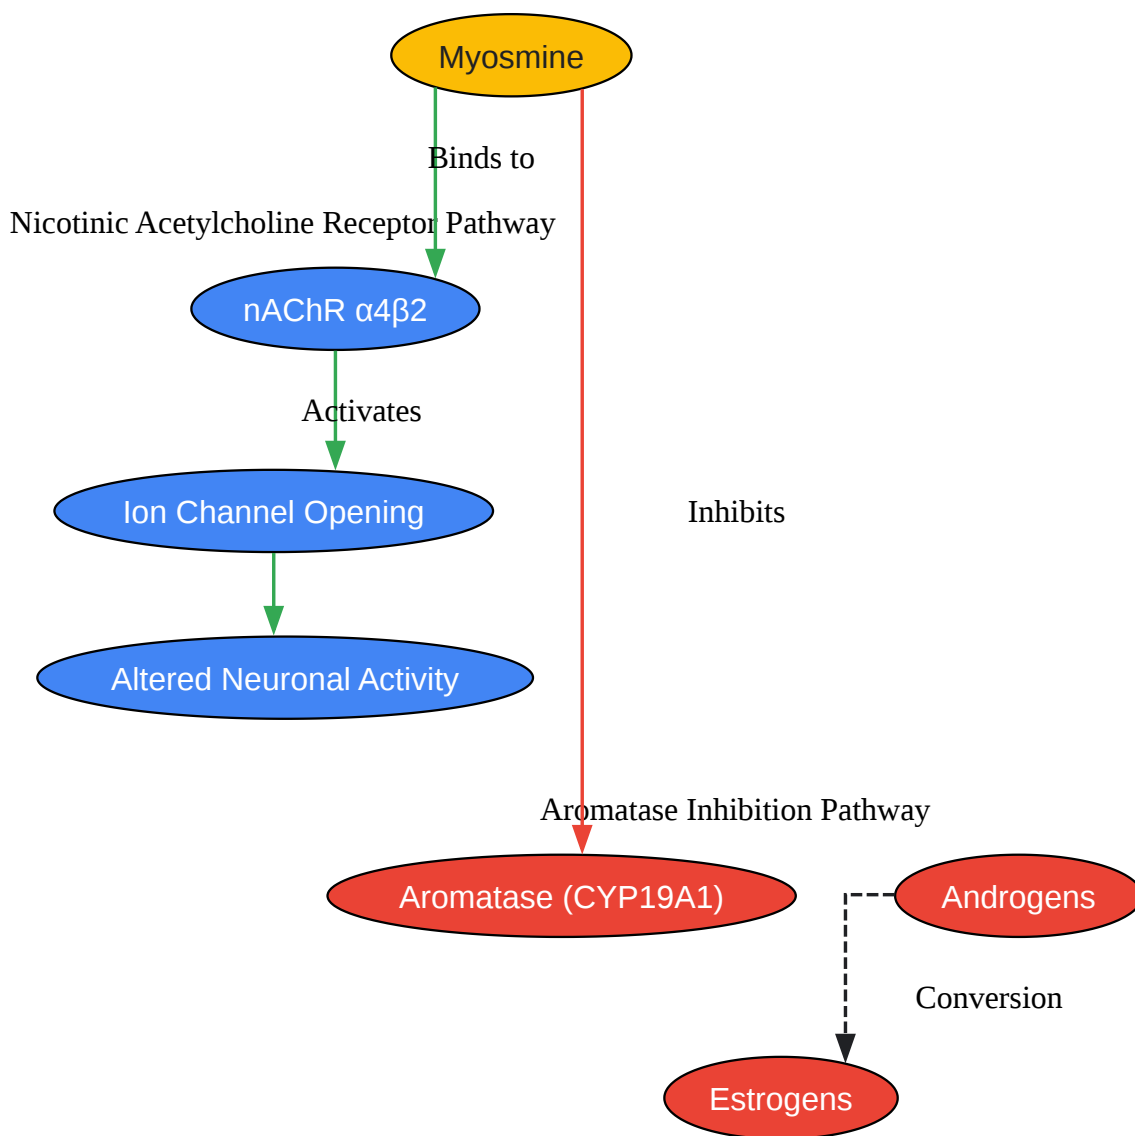 Myosmine
Binds to
Nicotinic Acetylcholine Receptor Pathway
nAChR α4β2
Activates
Ion Channel Opening
Inhibits
Altered Neuronal Activity
Aromatase Inhibition Pathway
Aromatase (CYP19A1)
Androgens
Conversion
Estrogens